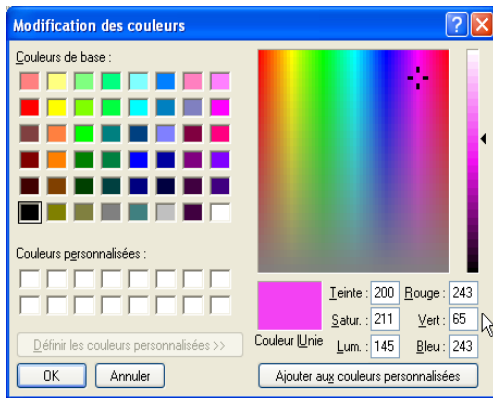 Modification des couleurs
Couleurs de base :
Couleurs personnalisées :
Définir les couleurs personnalisées >>
OK
Annuler
Couleur|Unie
Teinte : 200
Rouge : 243
Satur. : 211
Vert : 65
Lum. : 145
Bleu : 243
Ajouter aux couleurs personnalisées